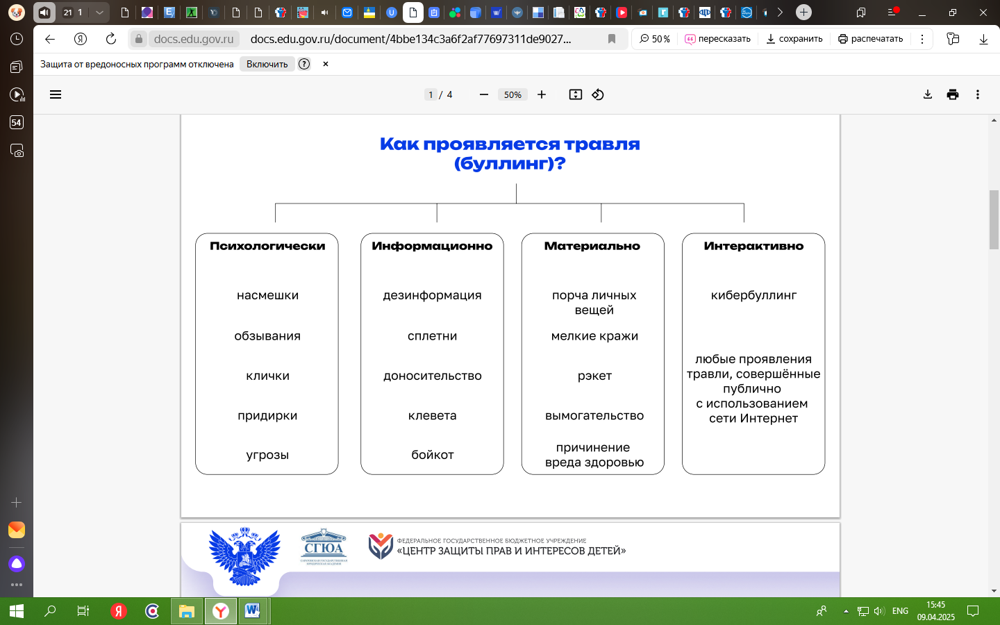 21 1
docs.edu.gov.ru docs.edu.gov.ru/document/4bbe134c3a6f2af77697311de9027...
50 % пересказать сохранить распечатать
Защита от вредоносных программ отключена Включить ?
1 / 4 50%
54
Как проявляется травля
(буллинг)?
Психологически
насмешки
обзывания
клички
придирки
угрозы
Информационно
дезинформация
сплетни
доносительство
клевета
бойкот
Материально
порча личных
вещей
мелкие кражи
рэкет
вымогательство
причинение
вреда здоровью
Интерактивно
кибербуллинг
любые проявления
травли, совершённые
публично
с использованием
сети Интернет
СГЮА
САРАТОВСКАЯ ГОСУДАРСТВЕННАЯ
ЮРИДИЧЕСКАЯ АКАДЕМИЯ
ФЕДЕРАЛЬНОЕ ГОСУДАРСТВЕННОЕ БЮДЖЕТНОЕ УЧРЕЖДЕНИЕ
«ЦЕНТР ЗАЩИТЫ ПРАВ И ИНТЕРЕСОВ ДЕТЕЙ»
ENG
15:45
09.04.2025